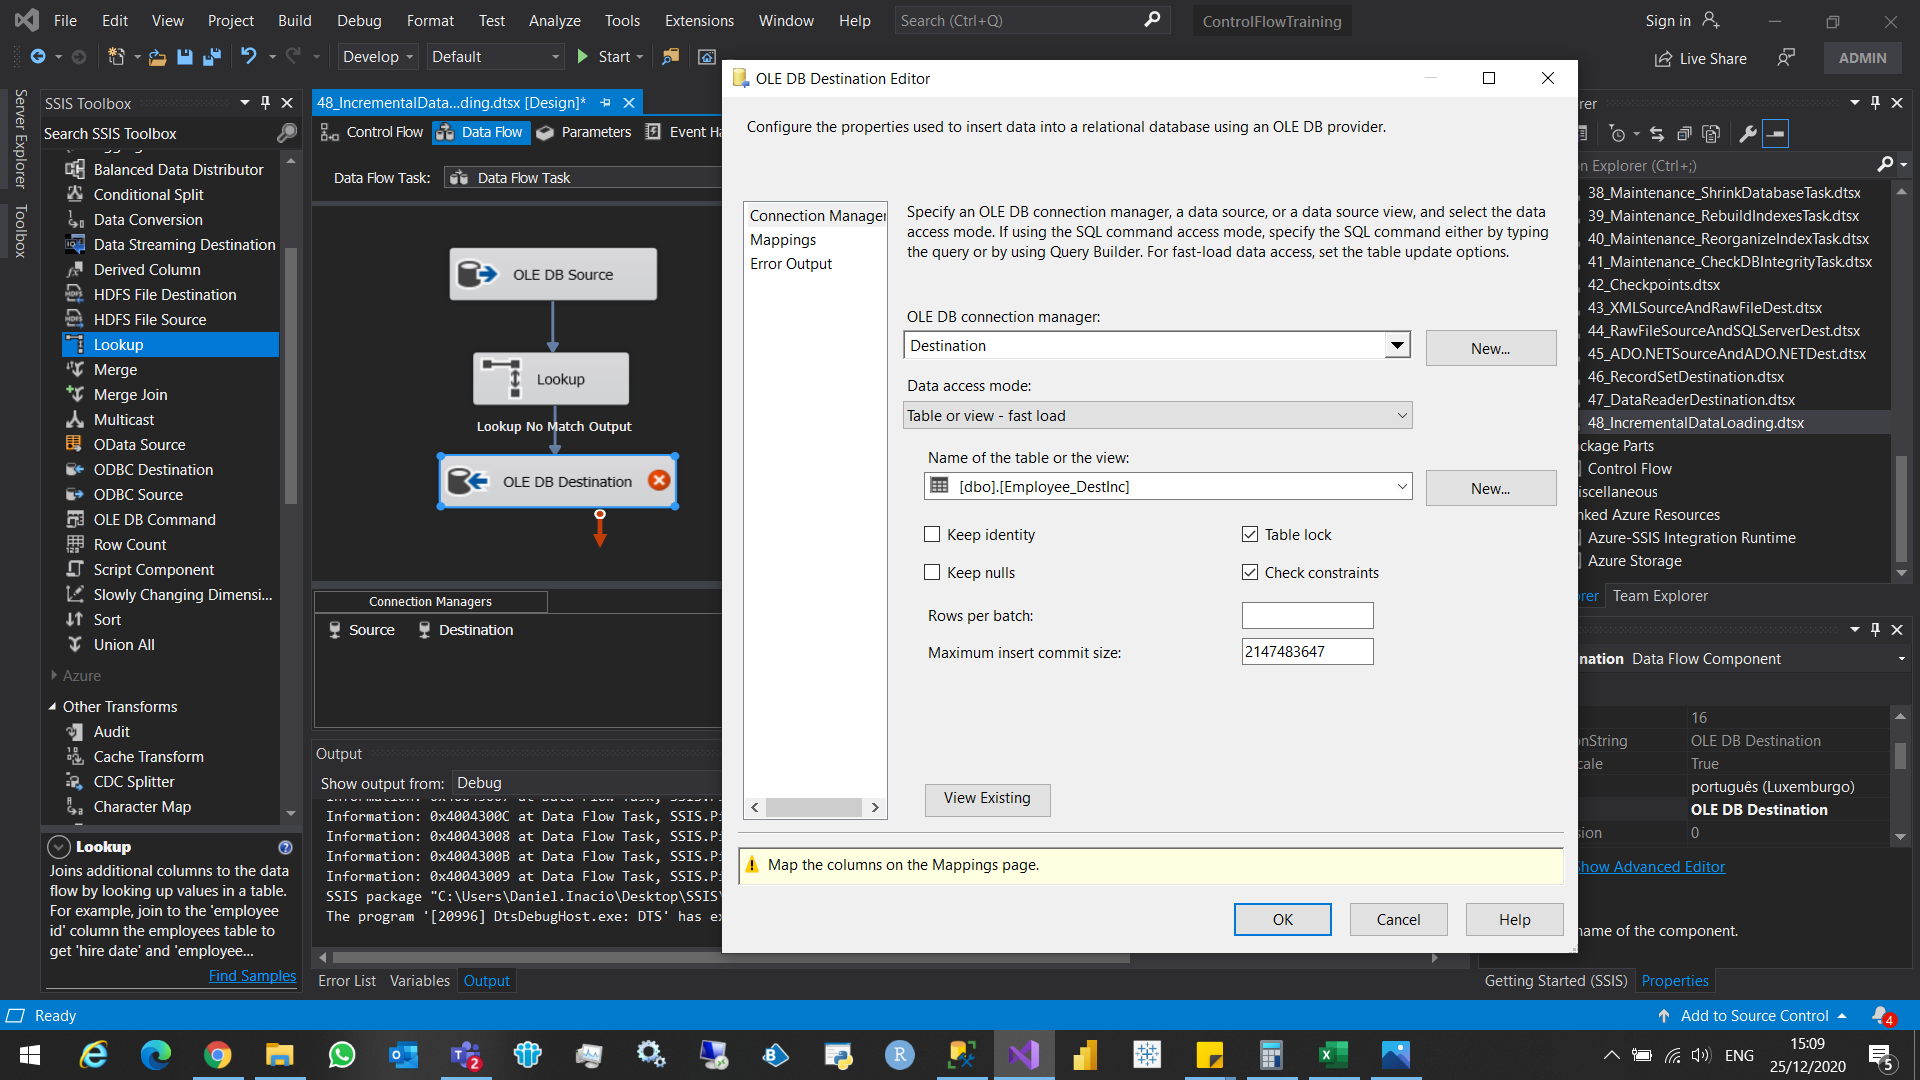 File Edit View Project Build Debug Format Test Analyze Tools Extensions Window Help Search (Ctrl+Q) ControlFlowTraining Sign in
Develop Default Start Live Share ADMIN
Server Explorer
Toolbox
SSIS Toolbox
Search SSIS Toolbox
Balanced Data Distributor
Conditional Split
Data Conversion
Data Streaming Destination
Derived Column
HDFS File Destination
HDFS File Source
Lookup
Merge
Merge Join
Multicast
OData Source
ODBC Destination
ODBC Source
OLE DB Command
Row Count
Script Component
Slowly Changing Dimensi...
Sort
Union All
Azure
Other Transforms
Audit
Cache Transform
CDC Splitter
Character Map
Lookup
Joins additional columns to the data
flow by looking up values in a table.
For example, join to the 'employee
id' column the employees table to
get 'hire date' and 'employee...
Find Samples
48_IncrementalData...ding.dtsx [Design]*
Control Flow Data Flow Parameters Event Ha
Data Flow Task: Data Flow Task
OLE DB Source
Lookup
Lookup No Match Output
OLE DB Destination
Connection Managers
Source Destination
Output
Show output from: Debug
Information: 0x4004300C at Data Flow Task, SSIS.Pi
Information: 0x40043008 at Data Flow Task, SSIS.Pi
Information: 0x4004300B at Data Flow Task, SSIS.Pi
Information: 0x40043009 at Data Flow Task, SSIS.Pi
SSIS package "C:\Users\Daniel.Inacio\Desktop\SSIS\
The program '[20996] DtsDebugHost.exe: DTS' has ex
Error List Variables Output
OLE DB Destination Editor
Configure the properties used to insert data into a relational database using an OLE DB provider.
Connection Manager
Mappings
Error Output
Specify an OLE DB connection manager, a data source, or a data source view, and select the data
access mode. If using the SQL command access mode, specify the SQL command either by typing
the query or by using Query Builder. For fast-load data access, set the table update options.
OLE DB connection manager:
Destination New...
Data access mode:
Table or view - fast load
Name of the table or the view:
[dbo].[Employee_DestInc] New...
Keep identity Table lock
Keep nulls Check constraints
Rows per batch:
Maximum insert commit size: 2147483647
View Existing
Map the columns on the Mappings page.
OK Cancel Help
rer
on Explorer (Ctrl+;)
38_Maintenance_ShrinkDatabaseTask.dtsx
39_Maintenance_RebuildIndexesTask.dtsx
40_Maintenance_ReorganizeIndexTask.dtsx
41_Maintenance_CheckDBIntegrityTask.dtsx
42_Checkpoints.dtsx
43_XMLSourceAndRawFileDest.dtsx
44_RawFileSourceAndSQLServerDest.dtsx
45_ADO.NETSourceAndADO.NETDest.dtsx
46_RecordSetDestination.dtsx
47_DataReaderDestination.dtsx
48_IncrementalDataLoading.dtsx
ckage Parts
Control Flow
iscellaneous
nked Azure Resources
Azure-SSIS Integration Runtime
Azure Storage
rer Team Explorer
nation Data Flow Component
16
onString OLE DB Destination
cale True
português (Luxemburgo)
OLE DB Destination
sion 0
Show Advanced Editor
name of the component.
Getting Started (SSIS) Properties
Ready Add to Source Control 4
2 ENG 15:09
25/12/2020 5